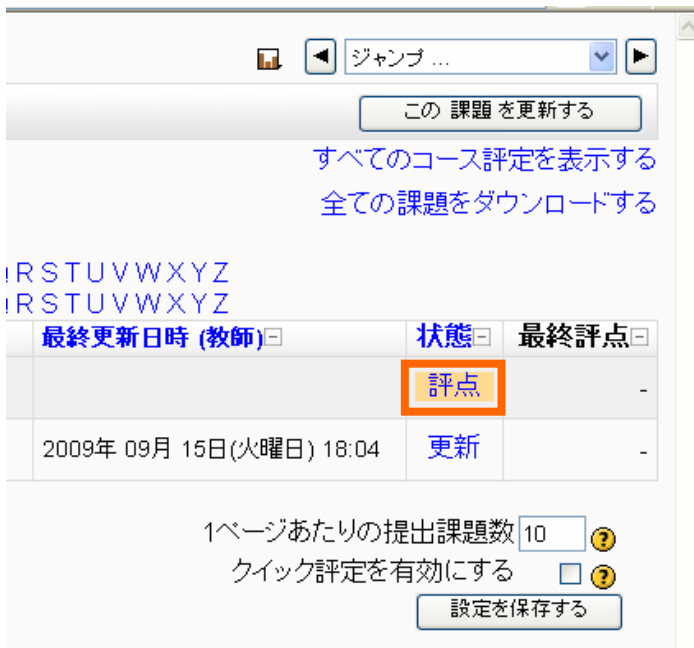 ジャンプ ...
この 課題 を更新する
すべてのコース評定を表示する
全ての課題をダウンロードする
R S T U V W X Y Z
R S T U V W X Y Z
最終更新日時 (教師) 状態 最終評点
評点 -
2009年 09月 15日(火曜日) 18:04 更新 -
1ページあたりの提出課題数 10
クイック評定を有効にする
設定を保存する